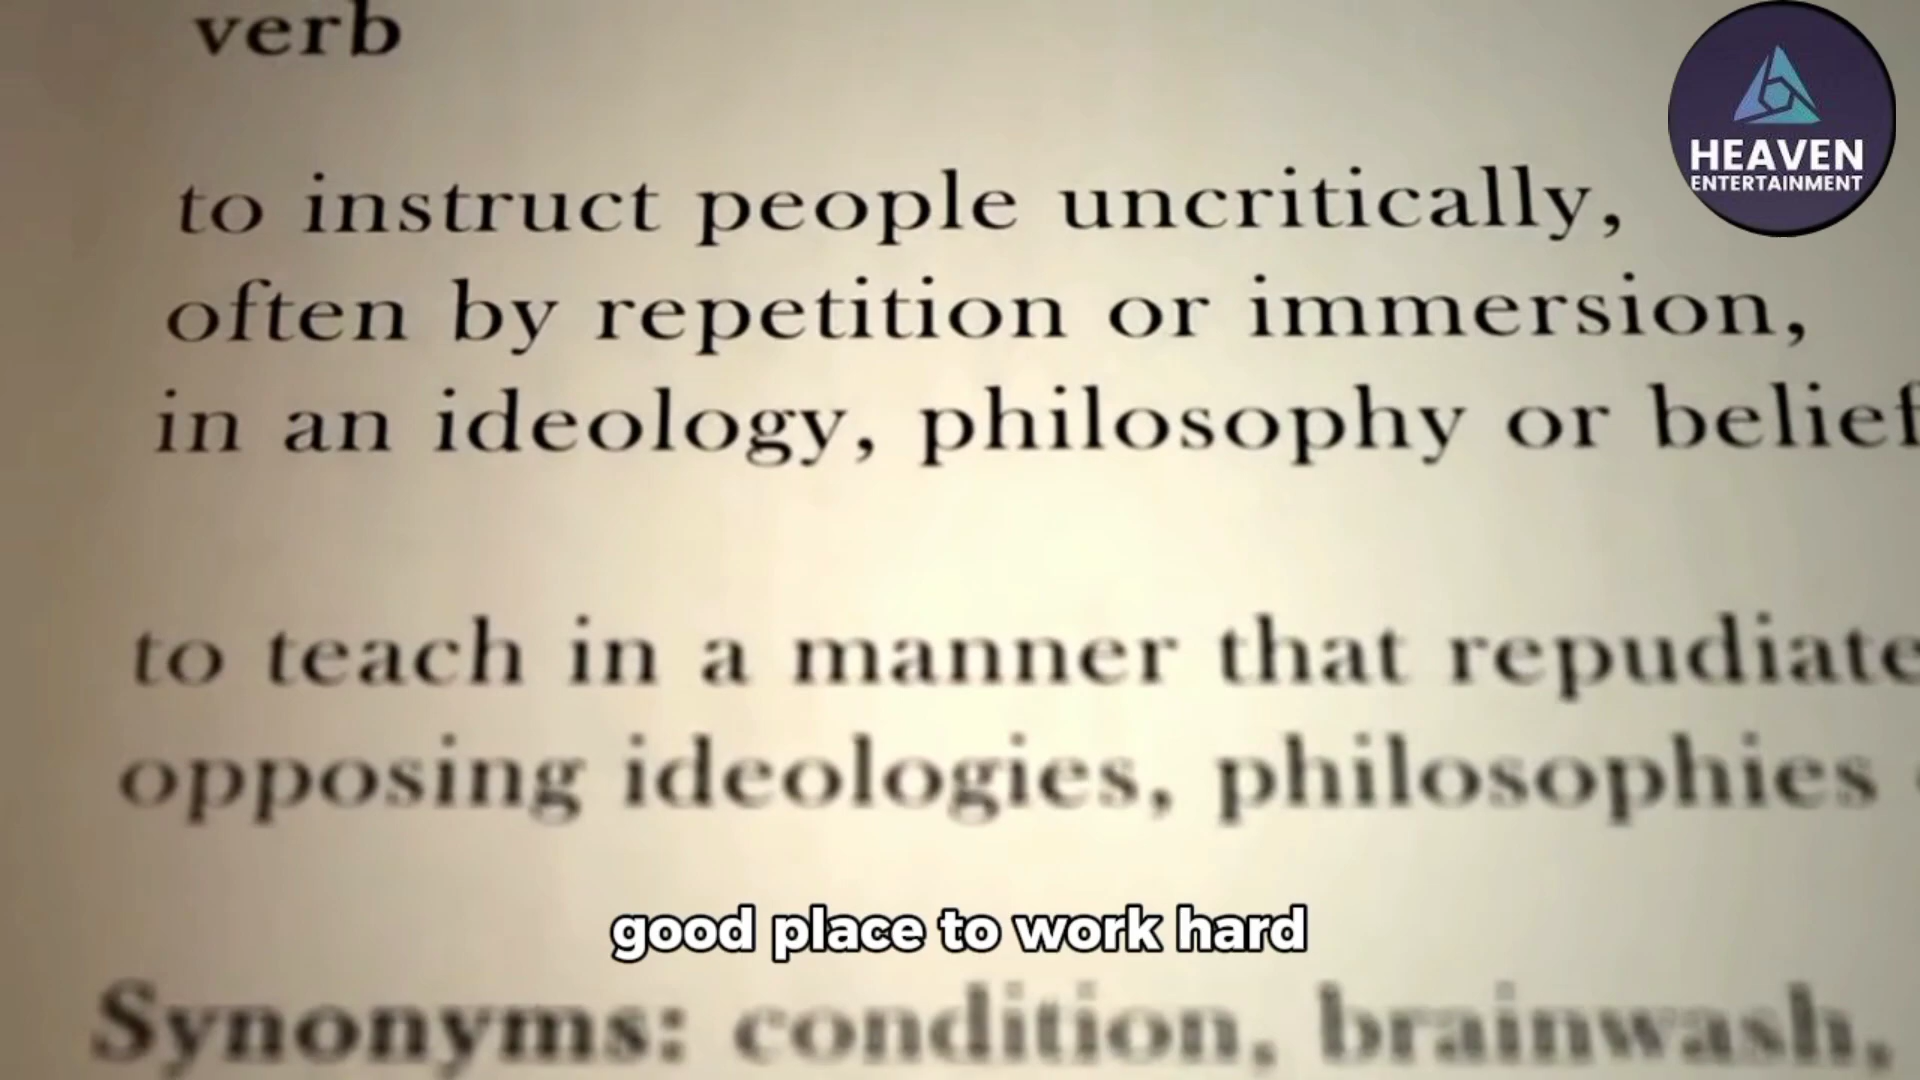 verb
HEAVEN
ENTERTAINMENT
to instruct people uncritically,
often by repetition or immersion,
in an ideology, philosophy or belief
to teach in a manner that repudiate
opposing ideologies, philosophies
good place to work hard
Synonyms: condition, brainwash,